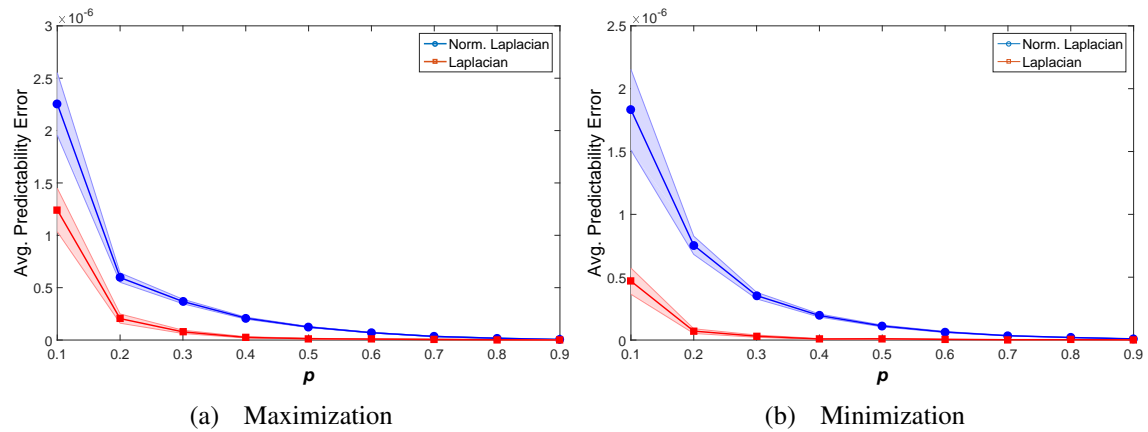 ×10⁻⁶
3
2.5
2
1.5
1
0.5
0
Avg. Predictability Error
Norm. Laplacian
Laplacian
0.1 0.2 0.3 0.4 0.5 0.6 0.7 0.8 0.9
p
(a) Maximization
×10⁻⁶
2.5
2
1.5
1
0.5
0
Avg. Predictability Error
Norm. Laplacian
Laplacian
0.1 0.2 0.3 0.4 0.5 0.6 0.7 0.8 0.9
p
(b) Minimization